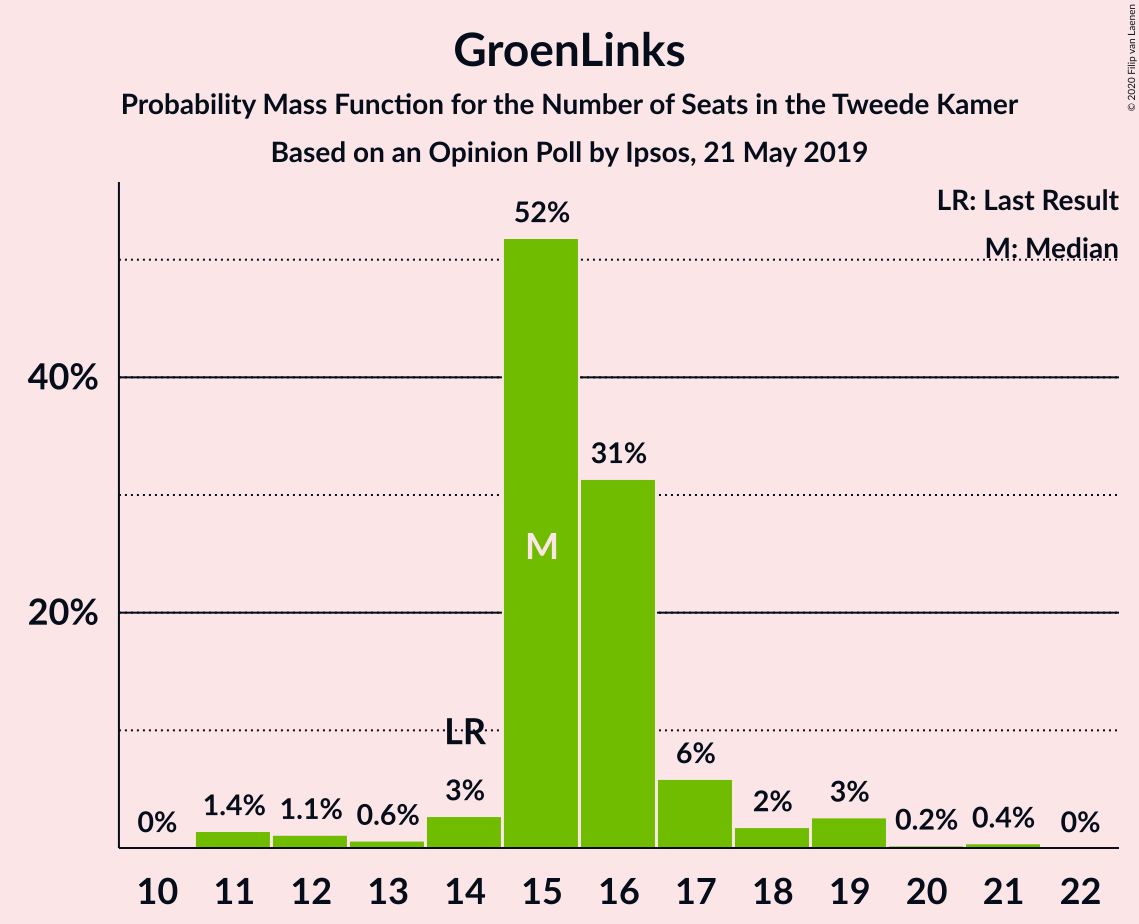 GroenLinks
Probability Mass Function for the Number of Seats in the Tweede Kamer
Based on an Opinion Poll by Ipsos, 21 May 2019
© 2020 Filip van Laenen
LR: Last Result
M: Median
52%
40%
31%
M
20%
LR
6%
3%
2%
3%
0%
1.4%
1.1%
0.6%
0.2%
0.4%
0%
10 11 12 13 14 15 16 17 18 19 20 21 22